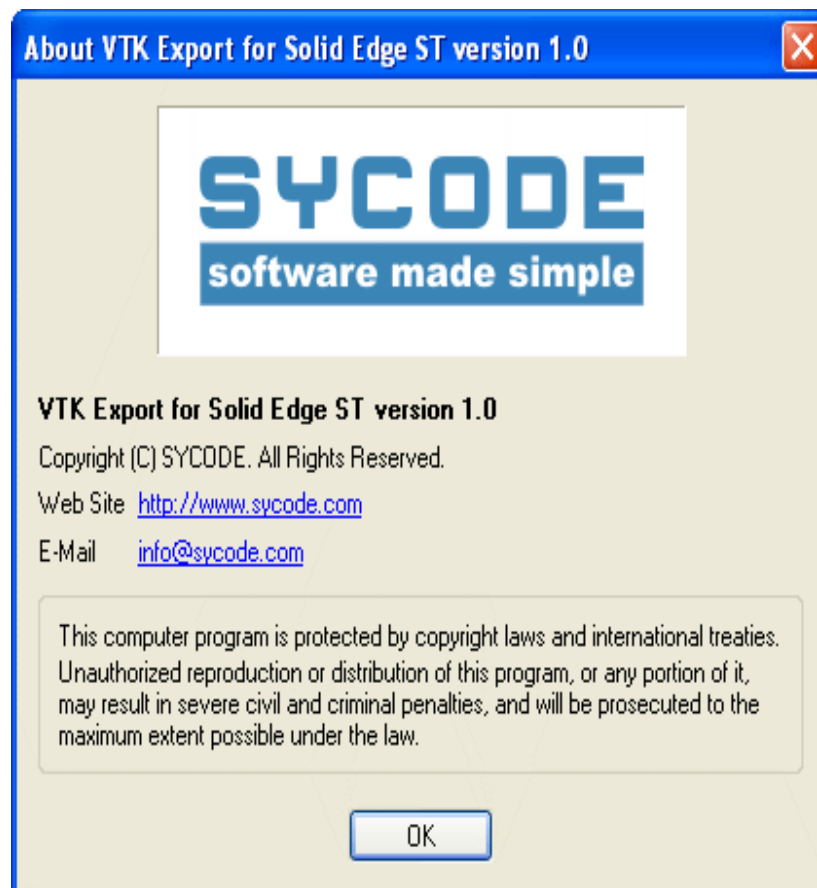 About VTK Export for Solid Edge ST version 1.0
SYCODE
software made simple
VTK Export for Solid Edge ST version 1.0
Copyright (C) SYCODE. All Rights Reserved.
Web Site http://www.sycode.com
E-Mail info@sycode.com
This computer program is protected by copyright laws and international treaties.
Unauthorized reproduction or distribution of this program, or any portion of it,
may result in severe civil and criminal penalties, and will be prosecuted to the
maximum extent possible under the law.
OK